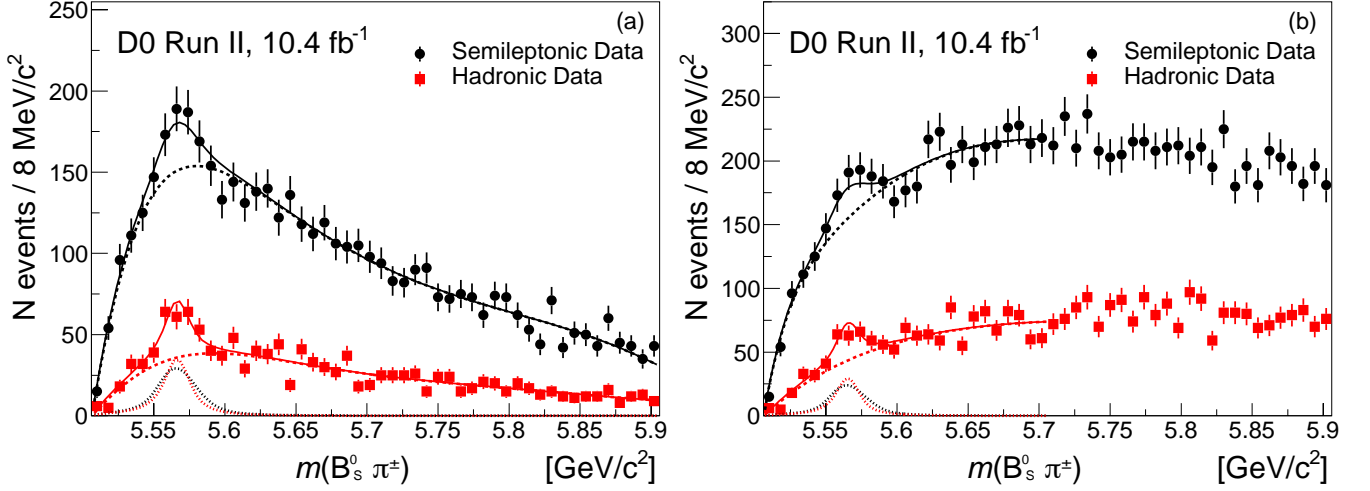 (a)
D0 Run II, 10.4 fb⁻¹
Semileptonic Data
Hadronic Data
N events / 8 MeV/c²
250
200
150
100
50
0
5.55 5.6 5.65 5.7 5.75 5.8 5.85 5.9
m(B⁰ₛ π±) [GeV/c²]
(b)
D0 Run II, 10.4 fb⁻¹
Semileptonic Data
Hadronic Data
N events / 8 MeV/c²
300
250
200
150
100
50
0
5.55 5.6 5.65 5.7 5.75 5.8 5.85 5.9
m(B⁰ₛ π±) [GeV/c²]